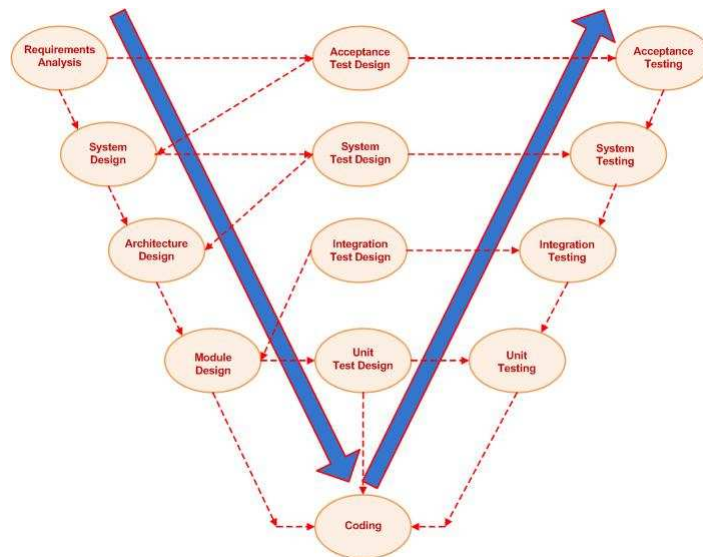 Requirements
Analysis
Acceptance
Test Design
Acceptance
Testing
System
Design
System
Test Design
System
Testing
Architecture
Design
Integration
Test Design
Integration
Testing
Module
Design
Unit
Test Design
Unit
Testing
Coding